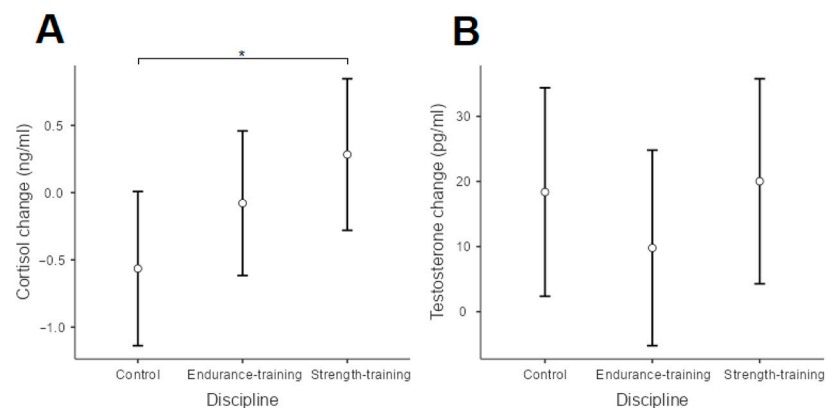 A
*
Cortisol change (ng/ml)
0.5
0.0
−0.5
−1.0
Control
Endurance-training
Strength-training
Discipline
B
Testosterone change (pg/ml)
30
20
10
0
Control
Endurance-training
Strength-training
Discipline